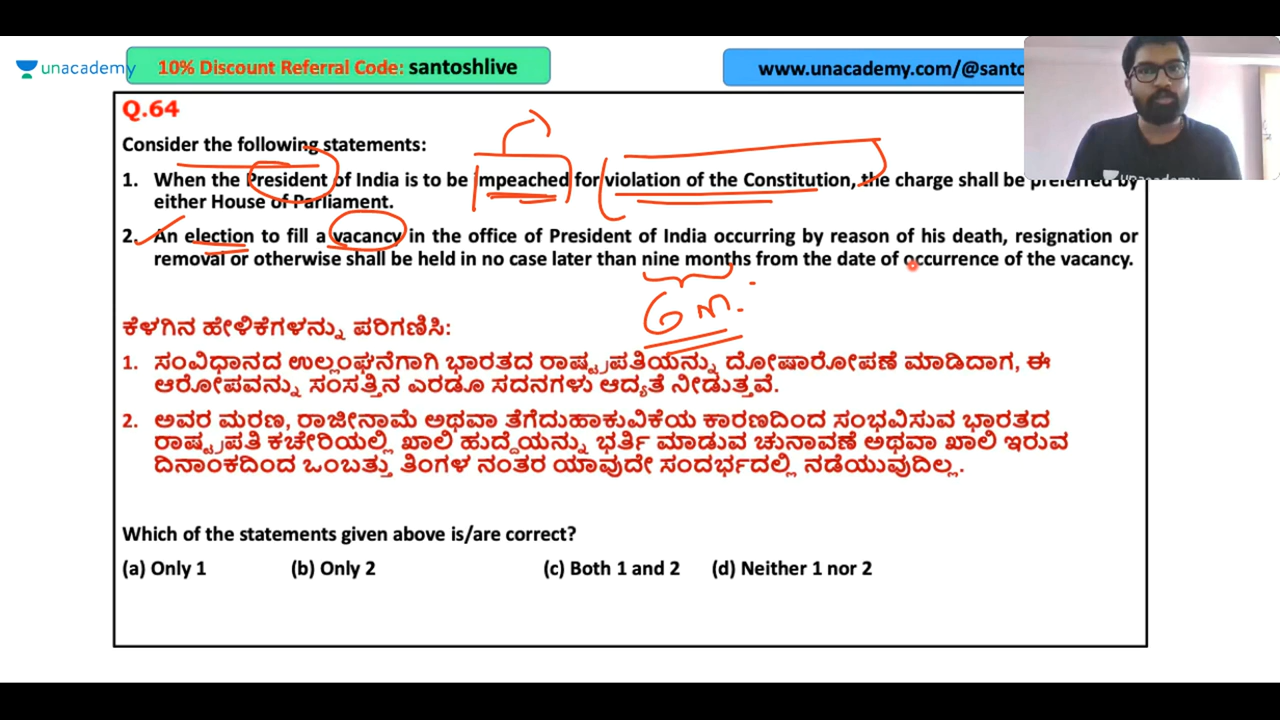 unacademy
10% Discount Referral Code: santoshlive
www.unacademy.com/@santo
Q.64
Consider the following statements:
1. When the President of India is to be impeached for violation of the Constitution, the charge shall be preferred by
either House of Parliament.
2. An election to fill a vacancy in the office of President of India occurring by reason of his death, resignation or
removal or otherwise shall be held in no case later than nine months from the date of occurrence of the vacancy.
6 m.
ಕೆಳಗಿನ ಹೇಳಿಕೆಗಳನ್ನು ಪರಿಗಣಿಸಿ:
1. ಸಂವಿಧಾನದ ಉಲ್ಲಂಘನೆಗಾಗಿ ಭಾರತದ ರಾಷ್ಟ್ರಪತಿಯನ್ನು ದೋಷಾರೋಪಣೆ ಮಾಡಿದಾಗ, ಈ
ಆರೋಪವನ್ನು ಸಂಸತ್ತಿನ ಎರಡೂ ಸದನಗಳು ಆದ್ಯತೆ ನೀಡುತ್ತವೆ.
2. ಅವರ ಮರಣ, ರಾಜೀನಾಮೆ ಅಥವಾ ತೆಗೆದುಹಾಕುವಿಕೆಯ ಕಾರಣದಿಂದ ಸಂಭವಿಸುವ ಭಾರತದ
ರಾಷ್ಟ್ರಪತಿ ಕಚೇರಿಯಲ್ಲಿ ಖಾಲಿ ಹುದ್ದೆಯನ್ನು ಭರ್ತಿ ಮಾಡುವ ಚುನಾವಣೆ ಅಥವಾ ಖಾಲಿ ಇರುವ
ದಿನಾಂಕದಿಂದ ಒಂಬತ್ತು ತಿಂಗಳ ನಂತರ ಯಾವುದೇ ಸಂದರ್ಭದಲ್ಲಿ ನಡೆಯುವುದಿಲ್ಲ.
Which of the statements given above is/are correct?
(a) Only 1 (b) Only 2 (c) Both 1 and 2 (d) Neither 1 nor 2